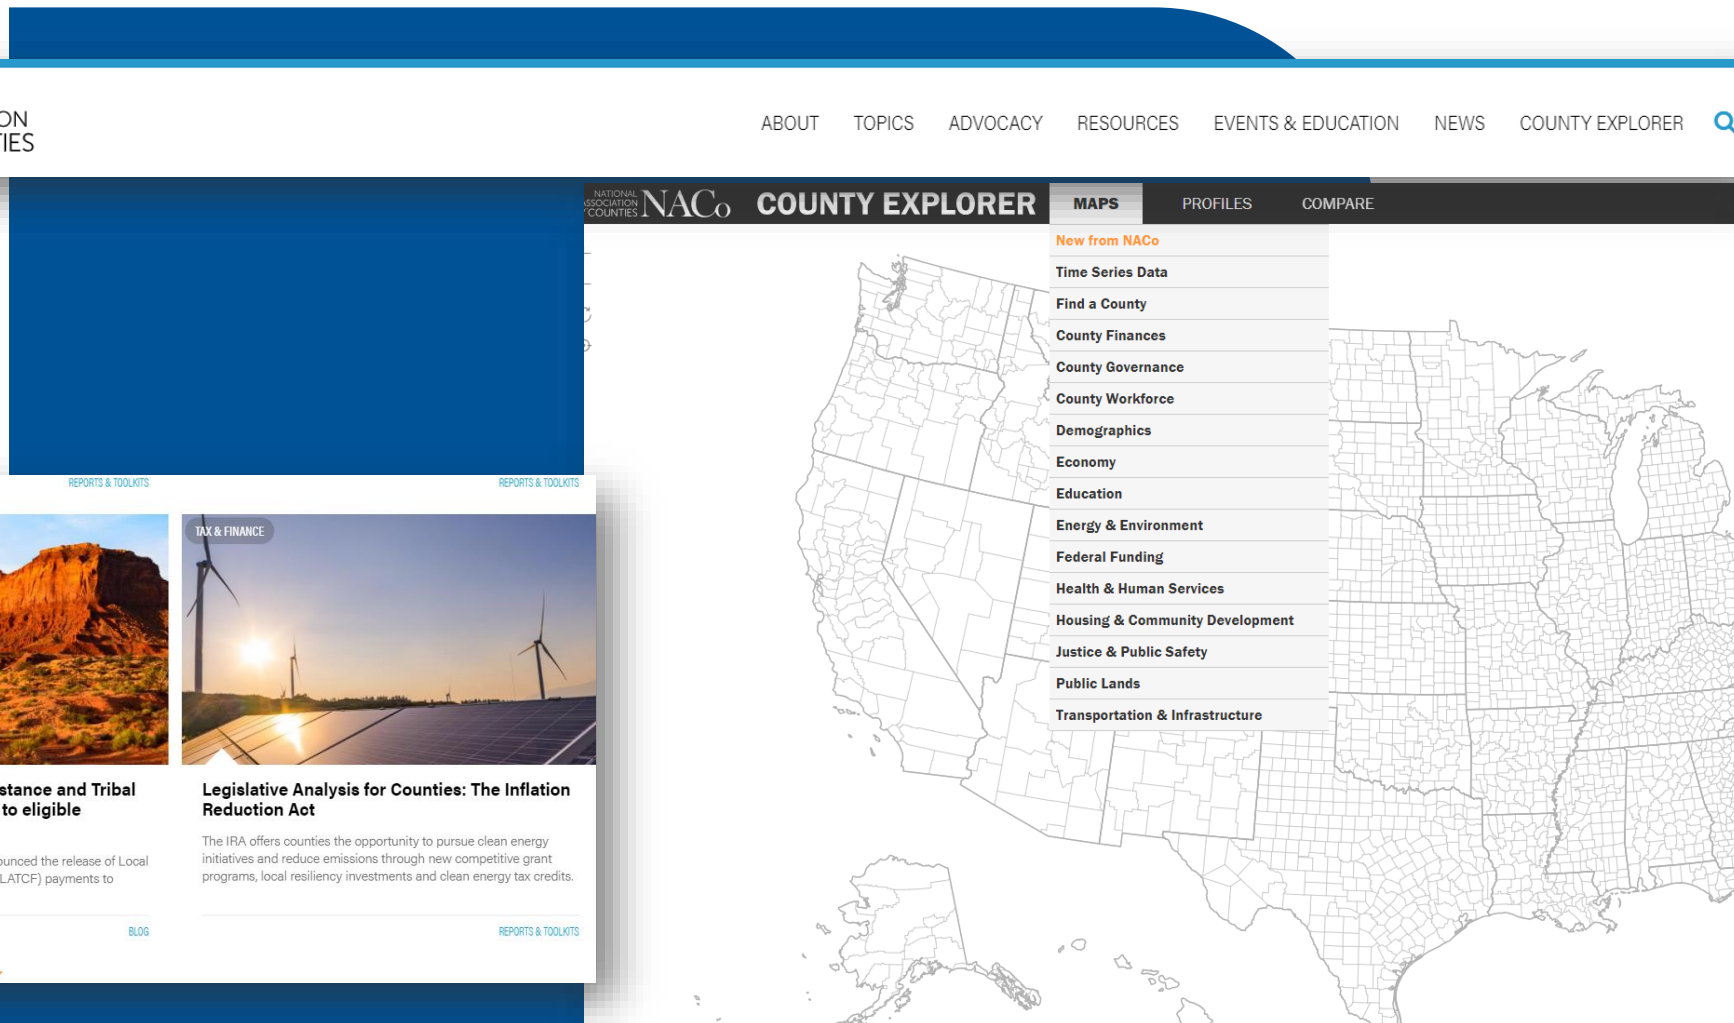 ON
TIES
ABOUT TOPICS ADVOCACY RESOURCES EVENTS & EDUCATION NEWS COUNTY EXPLORER
NATIONAL
ASSOCIATION
COUNTIES
NACo COUNTY EXPLORER MAPS PROFILES COMPARE
New from NACo
Time Series Data
Find a County
County Finances
County Governance
County Workforce
Demographics
Economy
Education
Energy & Environment
Federal Funding
Health & Human Services
Housing & Community Development
Justice & Public Safety
Public Lands
Transportation & Infrastructure
REPORTS & TOOLKITS
REPORTS & TOOLKITS
TAX & FINANCE
stance and Tribal
to eligible
ounced the release of Local
LATCF) payments to
BLOG
Legislative Analysis for Counties: The Inflation
Reduction Act
The IRA offers counties the opportunity to pursue clean energy
initiatives and reduce emissions through new competitive grant
programs, local resiliency investments and clean energy tax credits.
REPORTS & TOOLKITS